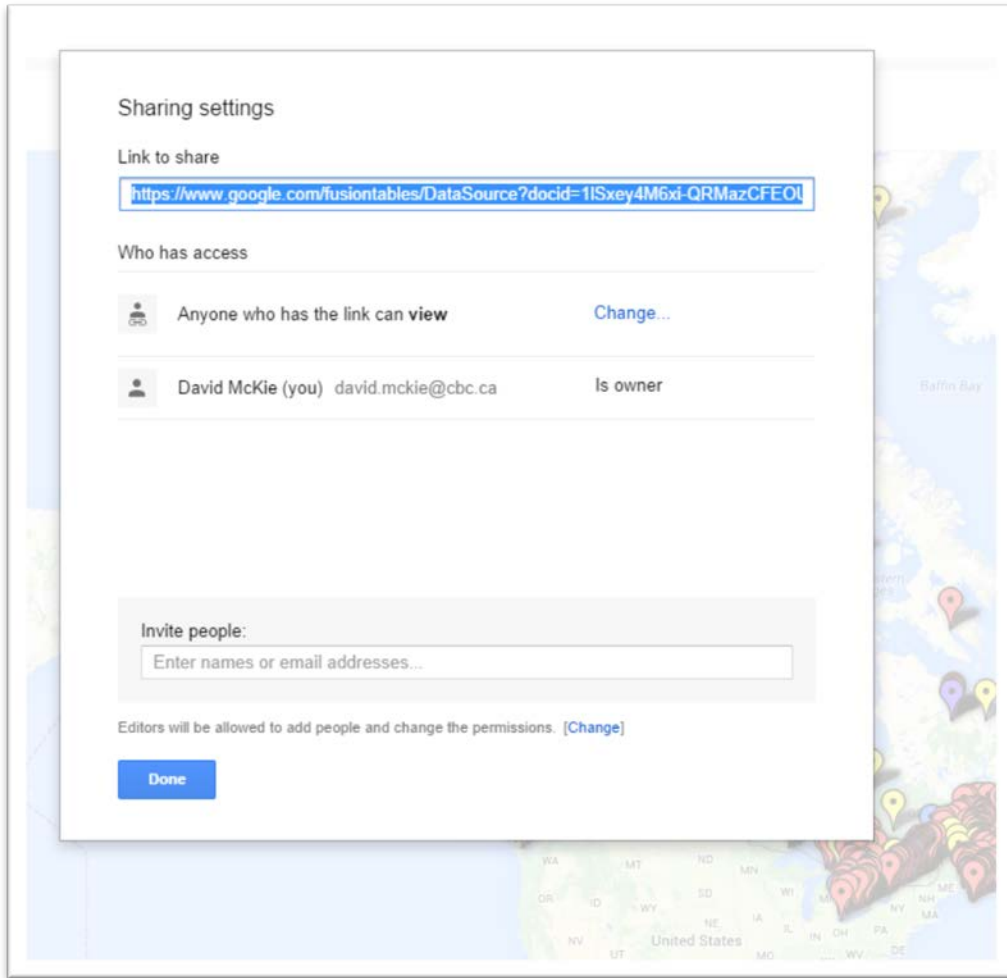 Sharing settings
Link to share
https://www.google.com/fusiontables/DataSource?docid=1ISxey4M6xi-QRMazCFEOU
Who has access
Anyone who has the link can view Change...
David McKie (you) david.mckie@cbc.ca Is owner
Baffin Bay
Invite people:
Enter names or email addresses...
Editors will be allowed to add people and change the permissions. [Change]
Done
WA MT ND MN
OR ID WY SD WI NY NH ME
MA
NV UT NE IA IL IN OH PA
United States
MO WV DE